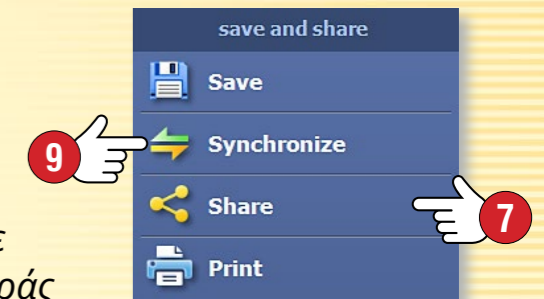 save and share
Save
9 Synchronize
Share 7
Print